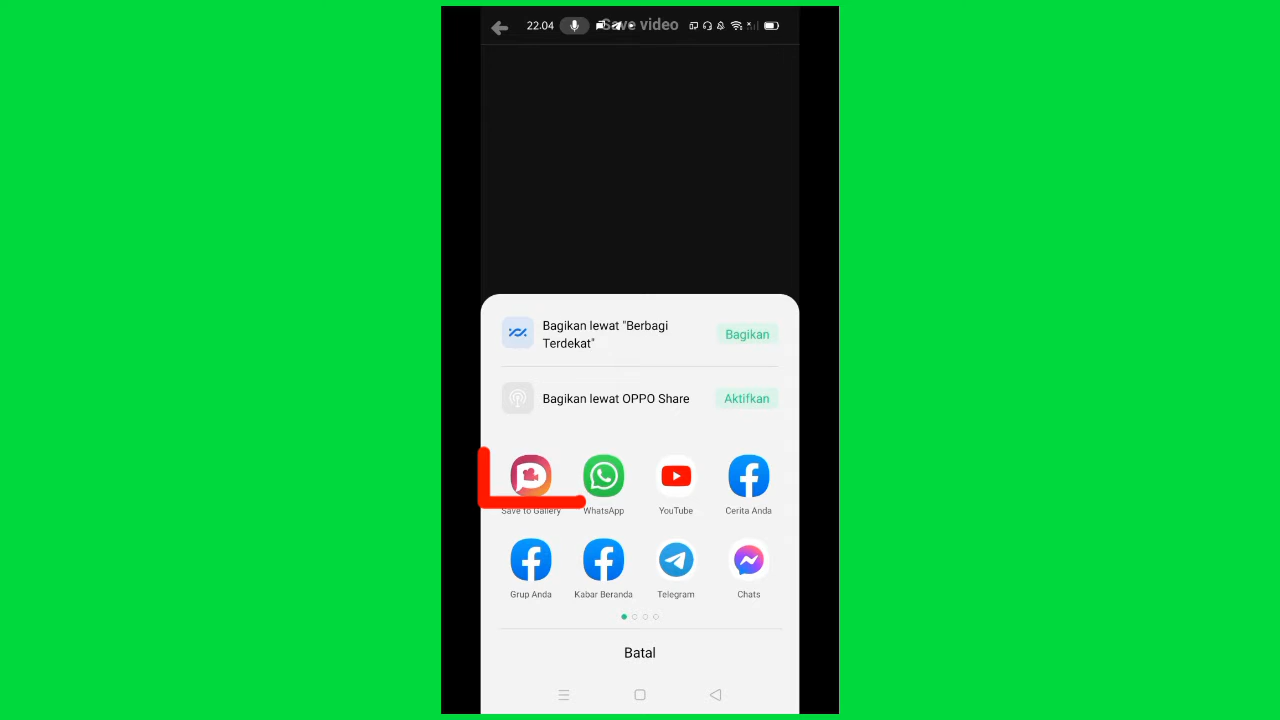 22.04
Save video
Bagikan lewat "Berbagi
Terdekat"
Bagikan
Bagikan lewat OPPO Share
Aktifkan
Save to Gallery
WhatsApp
YouTube
Cerita Anda
Grup Anda
Kabar Beranda
Telegram
Chats
Batal